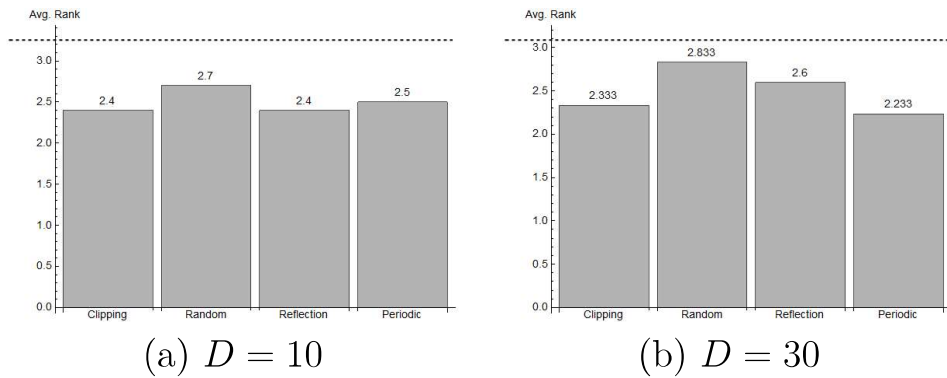 Avg. Rank
3.0
2.5
2.0
1.5
1.0
0.5
0.0
2.4
2.7
2.4
2.5
Clipping
Random
Reflection
Periodic
(a) D = 10
Avg. Rank
3.0
2.5
2.0
1.5
1.0
0.5
0.0
2.333
2.833
2.6
2.233
Clipping
Random
Reflection
Periodic
(b) D = 30